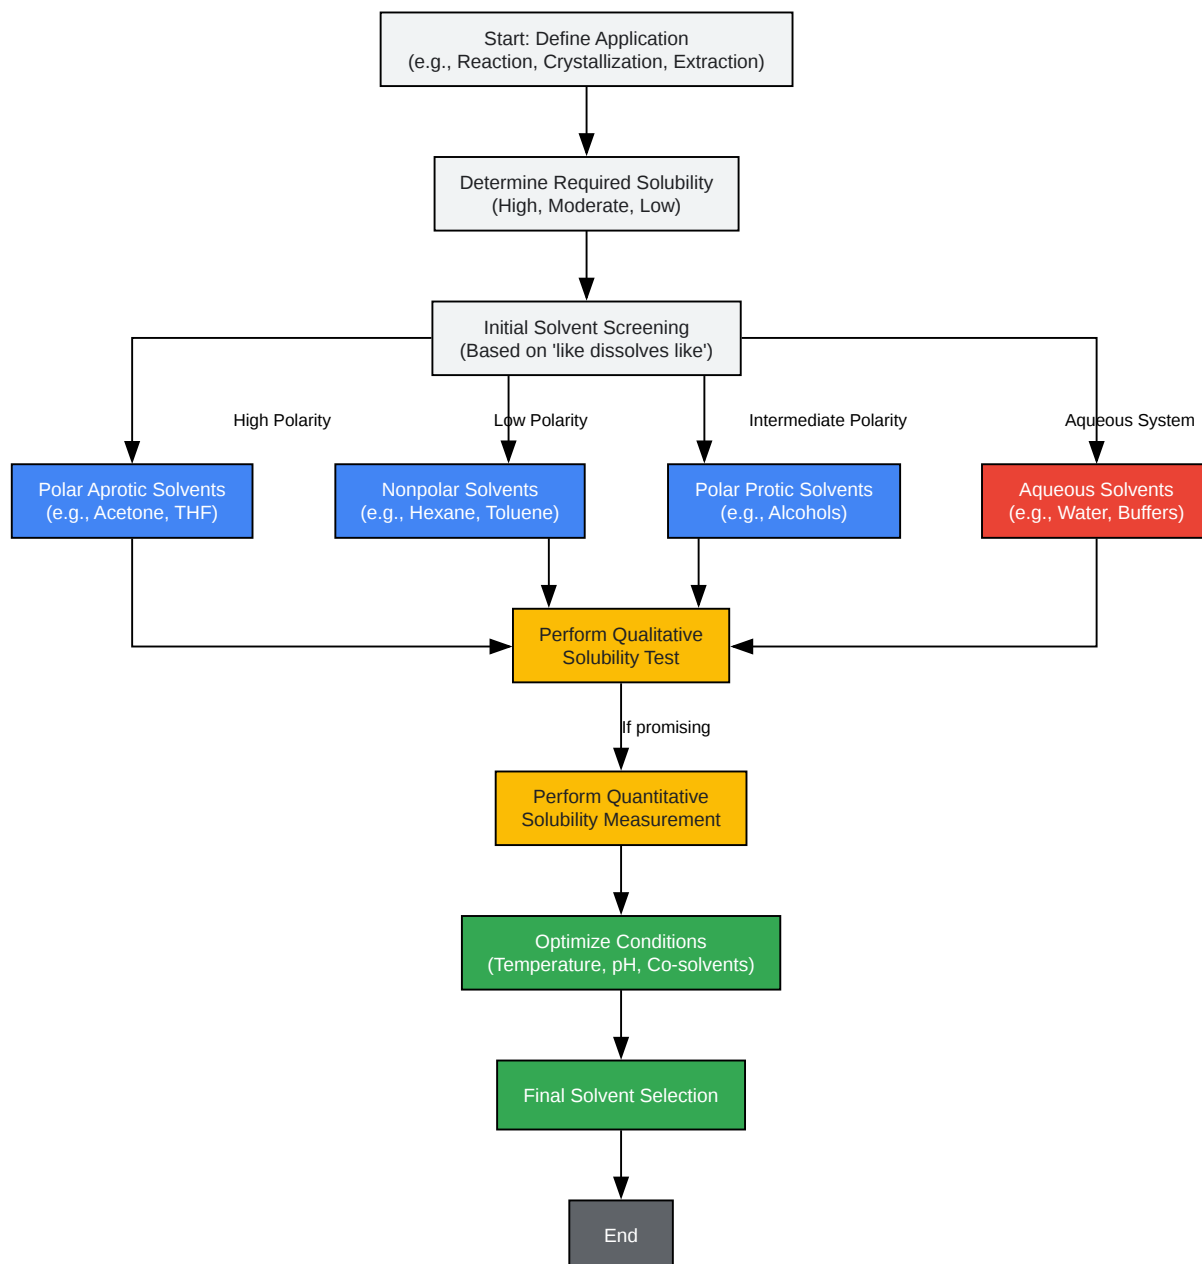 Start: Define Application
(e.g., Reaction, Crystallization, Extraction)
Determine Required Solubility
(High, Moderate, Low)
Initial Solvent Screening
(Based on 'like dissolves like')
High Polarity
Low Polarity
Intermediate Polarity
Aqueous System
Polar Aprotic Solvents
(e.g., Acetone, THF)
Nonpolar Solvents
(e.g., Hexane, Toluene)
Polar Protic Solvents
(e.g., Alcohols)
Aqueous Solvents
(e.g., Water, Buffers)
Perform Qualitative
Solubility Test
If promising
Perform Quantitative
Solubility Measurement
Optimize Conditions
(Temperature, pH, Co-solvents)
Final Solvent Selection
End